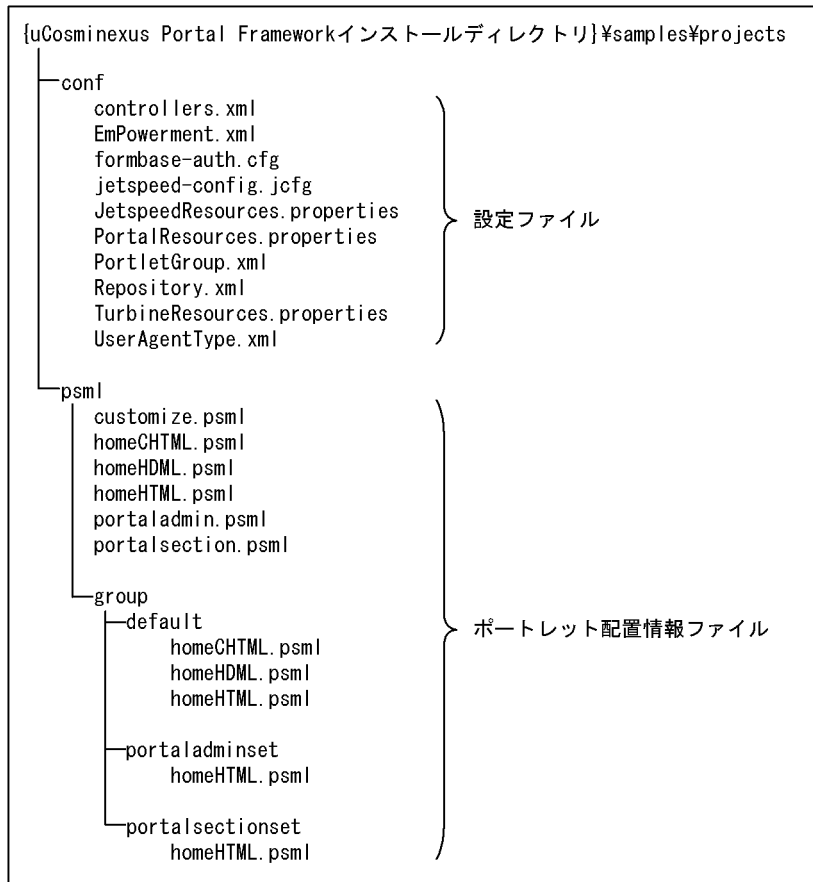 {uCosminexus Portal Frameworkインストールディレクトリ}¥samples¥projects
conf
controllers.xml
EmPowerment.xml
formbase-auth.cfg
jetspeed-config.jcfg
JetspeedResources.properties
PortalResources.properties
PortletGroup.xml
Repository.xml
TurbineResources.properties
UserAgentType.xml
設定ファイル
psml
customize.psml
homeCHTML.psml
homeHDML.psml
homeHTML.psml
portaladmin.psml
portalsection.psml
group
default
homeCHTML.psml
homeHDML.psml
homeHTML.psml
portaladminset
homeHTML.psml
portalsectionset
homeHTML.psml
ポートレット配置情報ファイル